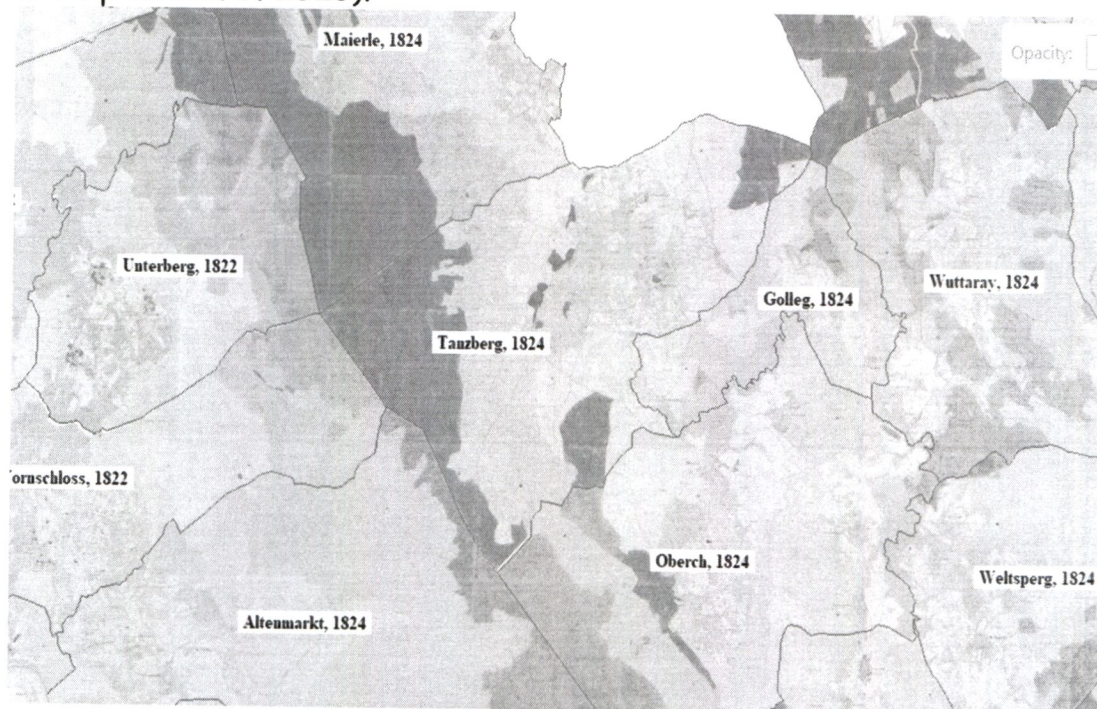 Maierle, 1824
Opacity:
Unterberg, 1822
Wuttaray, 1824
Golleg, 1824
Tanzberg, 1824
ornschloss, 1822
Oberch, 1824
Weltsperg, 1824
Altenmarkt, 1824